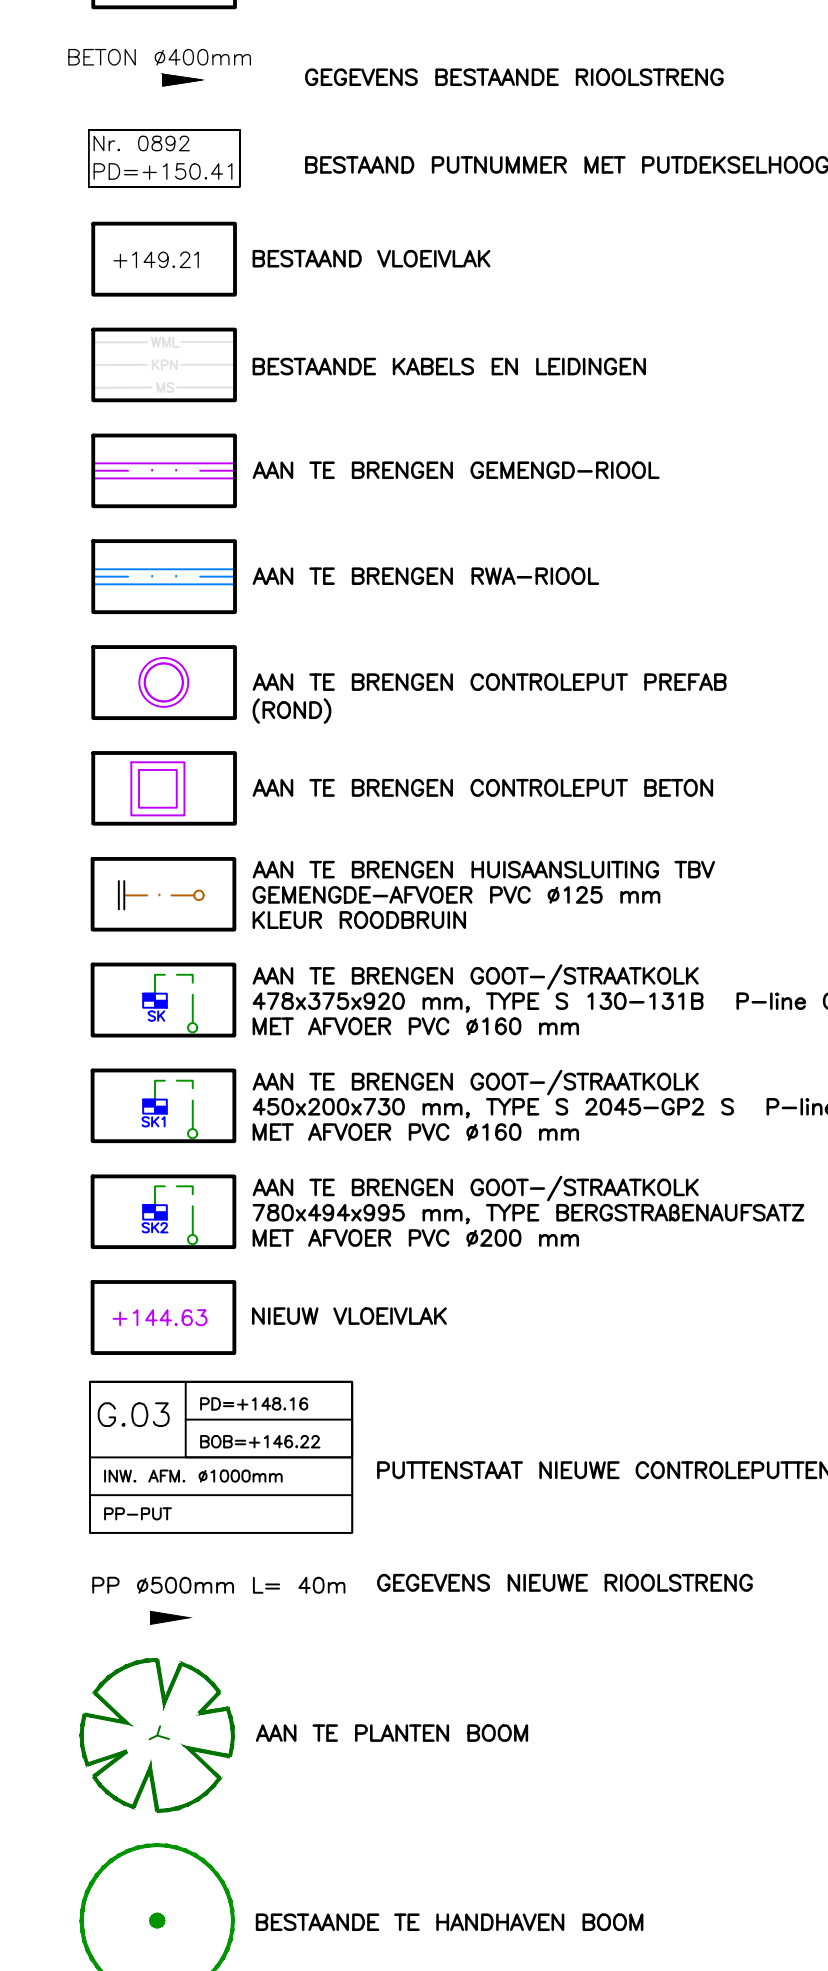 BETON ø400mm
GEGEVENS BESTAANDE RIOOLSTRENG
Nr. 0892
PD=+150.41
BESTAAND PUTNUMMER MET PUTDEKSELHOOG
+149.21
BESTAAND VLOEIVLAK
WML
KPN
MS
BESTAANDE KABELS EN LEIDINGEN
AAN TE BRENGEN GEMENGD-RIOOL
AAN TE BRENGEN RWA-RIOOL
AAN TE BRENGEN CONTROLEPUT PREFAB
(ROND)
AAN TE BRENGEN CONTROLEPUT BETON
AAN TE BRENGEN HUISAANSLUITING TBV
GEMENGDE-AFVOER PVC ø125 mm
KLEUR ROODBRUIN
SK
AAN TE BRENGEN GOOT-/STRAATKOLK
478x375x920 mm, TYPE S 130-131B P-line
MET AFVOER PVC ø160 mm
SK1
AAN TE BRENGEN GOOT-/STRAATKOLK
450x200x730 mm, TYPE S 2045-GP2 S P-line
MET AFVOER PVC ø160 mm
SK2
AAN TE BRENGEN GOOT-/STRAATKOLK
780x494x995 mm, TYPE BERGSTRAßENAUFSATZ
MET AFVOER PVC ø200 mm
+144.63
NIEUW VLOEIVLAK
G.03
PD=+148.16
BOB=+146.22
INW. AFM. ø1000mm
PP-PUT
PUTTENSTAAT NIEUWE CONTROLEPUTTEN
PP ø500mm L= 40m
GEGEVENS NIEUWE RIOOLSTRENG
AAN TE PLANTEN BOOM
BESTAANDE TE HANDHAVEN BOOM